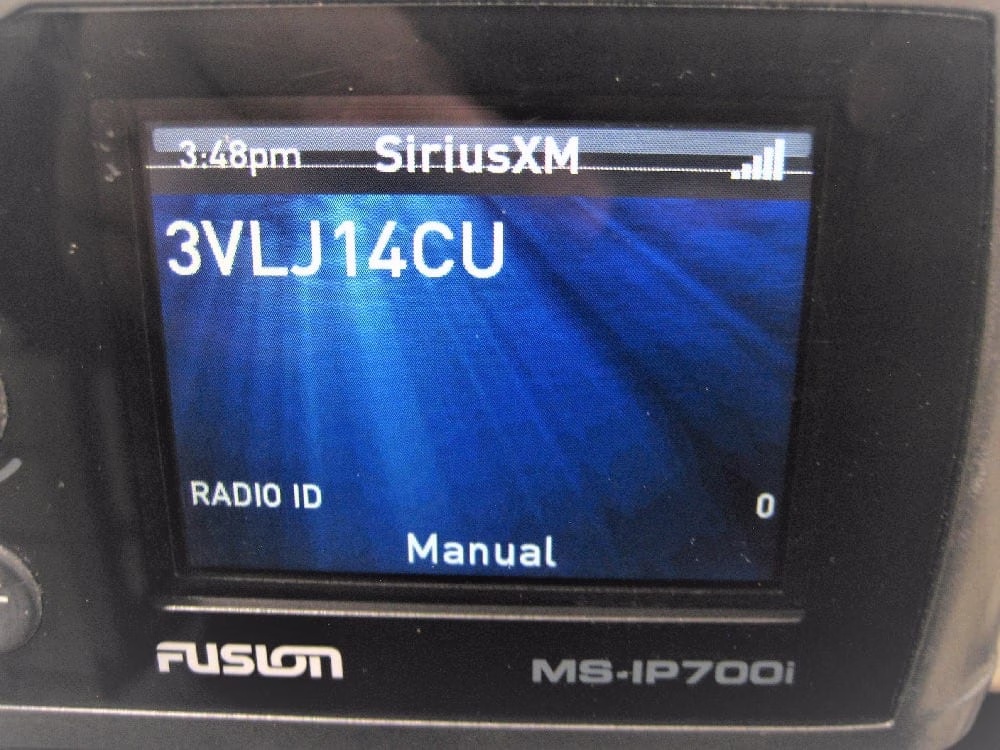 3:48pm SiriusXM
3VLJ14CU
RADIO ID 0
Manual
FUSION MS-IP700i